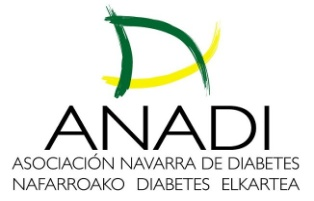 ANADI
ASOCIACIÓN NAVARRA DE DIABETES
NAFARROAKO DIABETES ELKARTEA